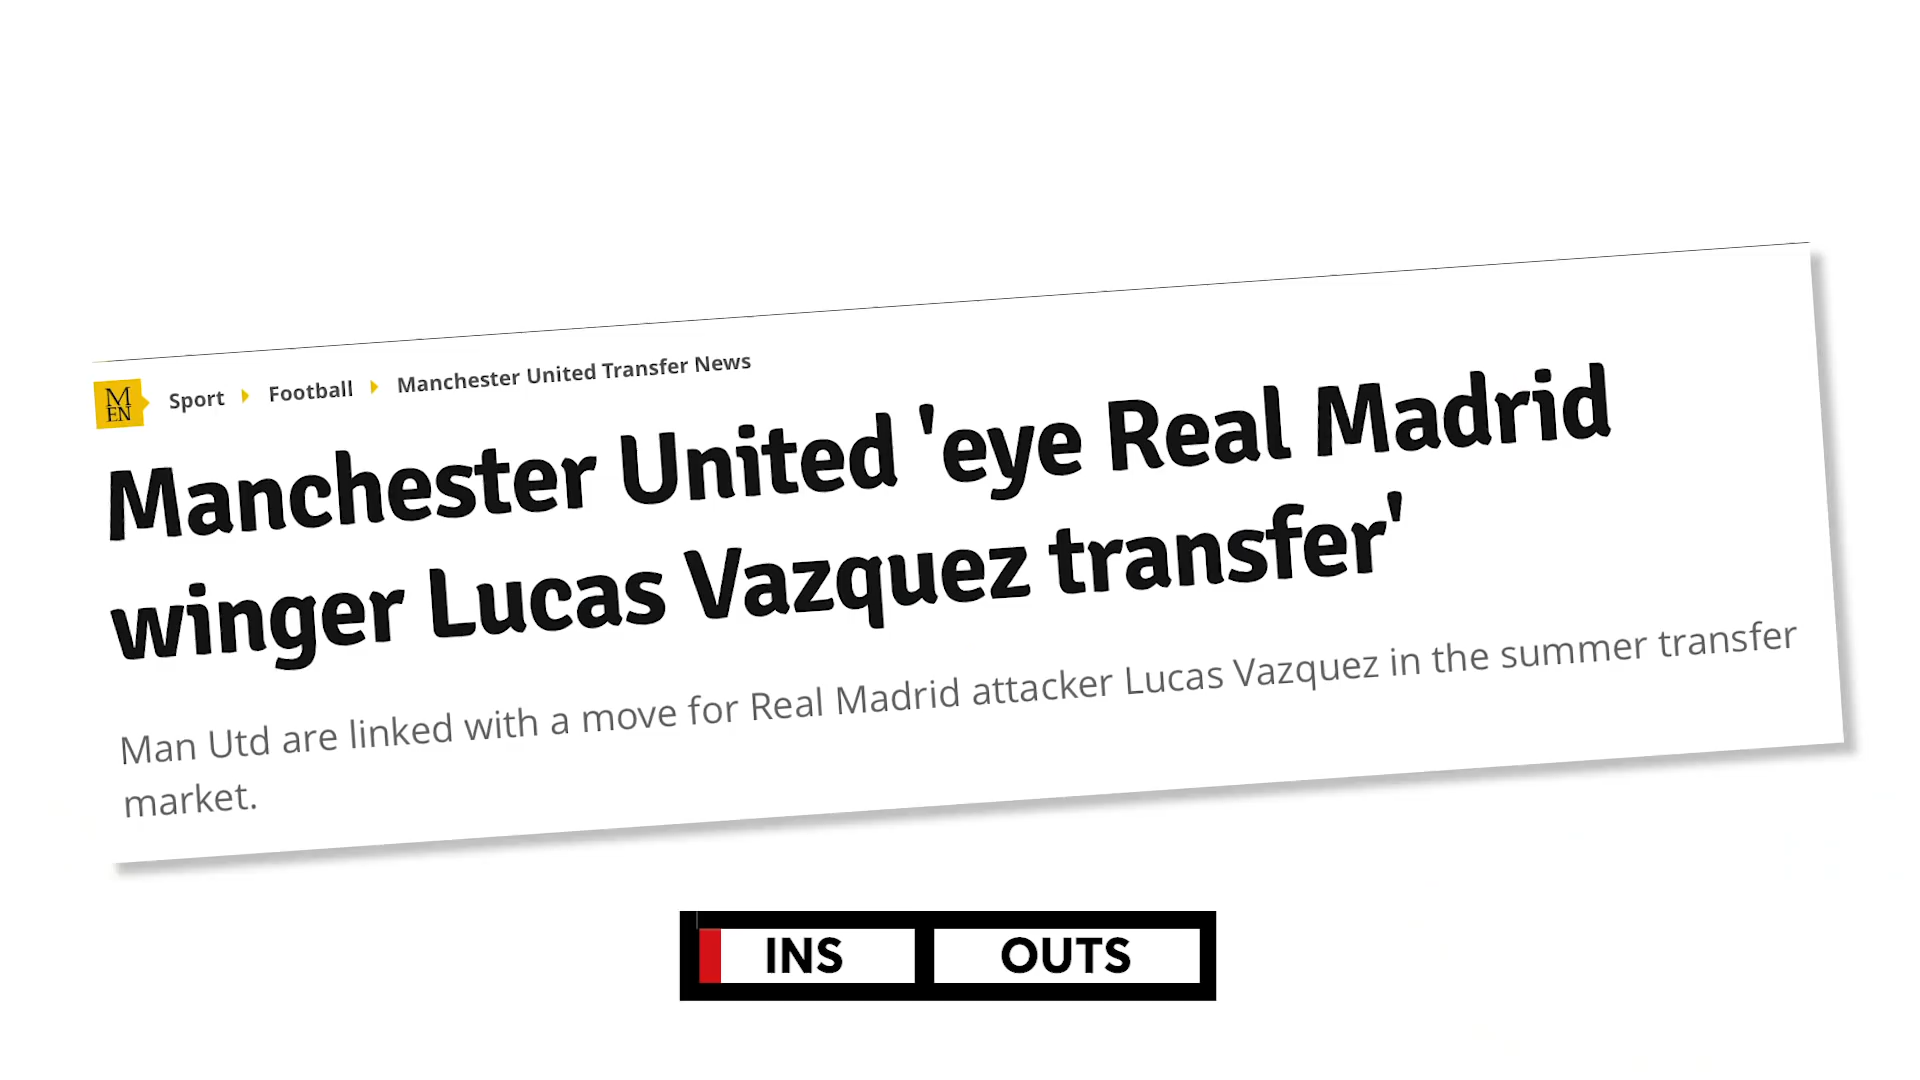 M
EN
Sport Football Manchester United Transfer News
Manchester United 'eye Real Madrid
winger Lucas Vazquez transfer'
Man Utd are linked with a move for Real Madrid attacker Lucas Vazquez in the summer transfer
market.
INS OUTS